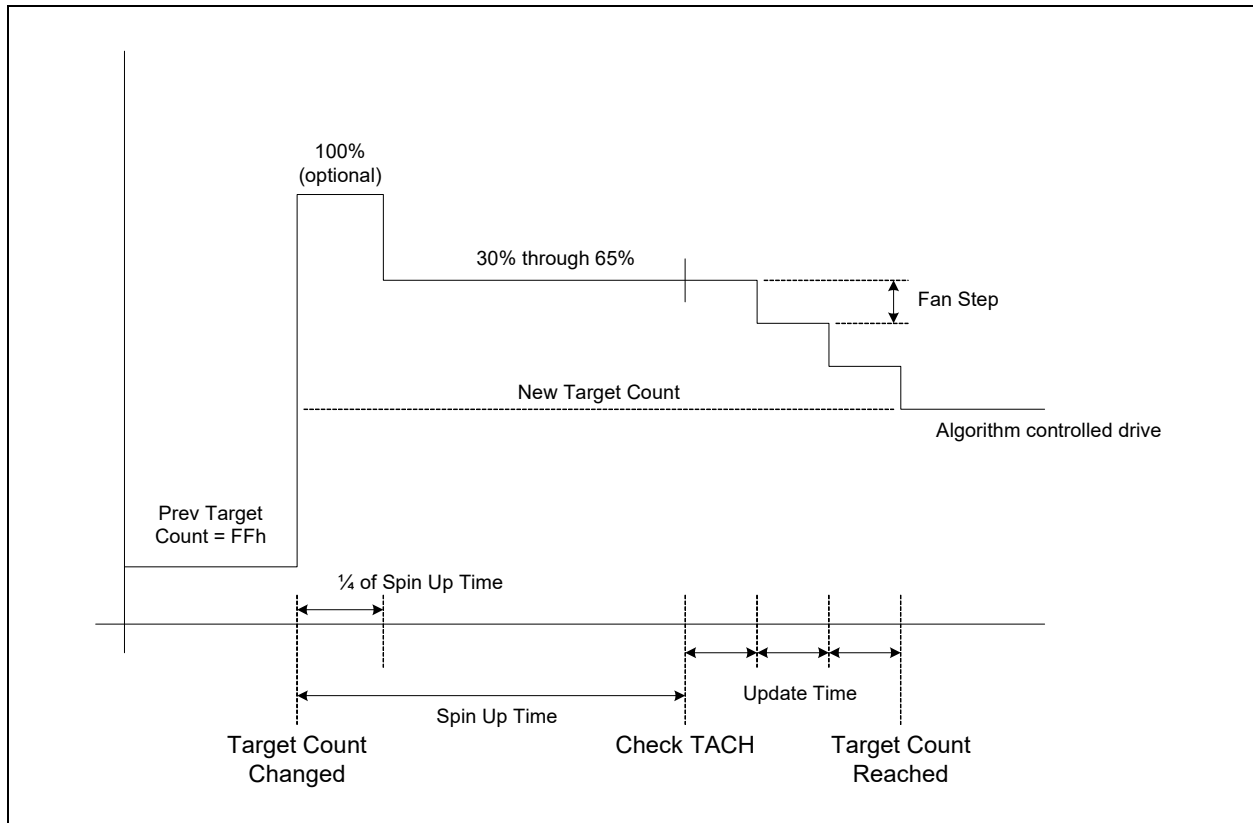 100%
(optional)
30% through 65%
Fan Step
New Target Count
Algorithm controlled drive
Prev Target
Count = FFh
¼ of Spin Up Time
Update Time
Spin Up Time
Target Count
Changed
Check TACH
Target Count
Reached